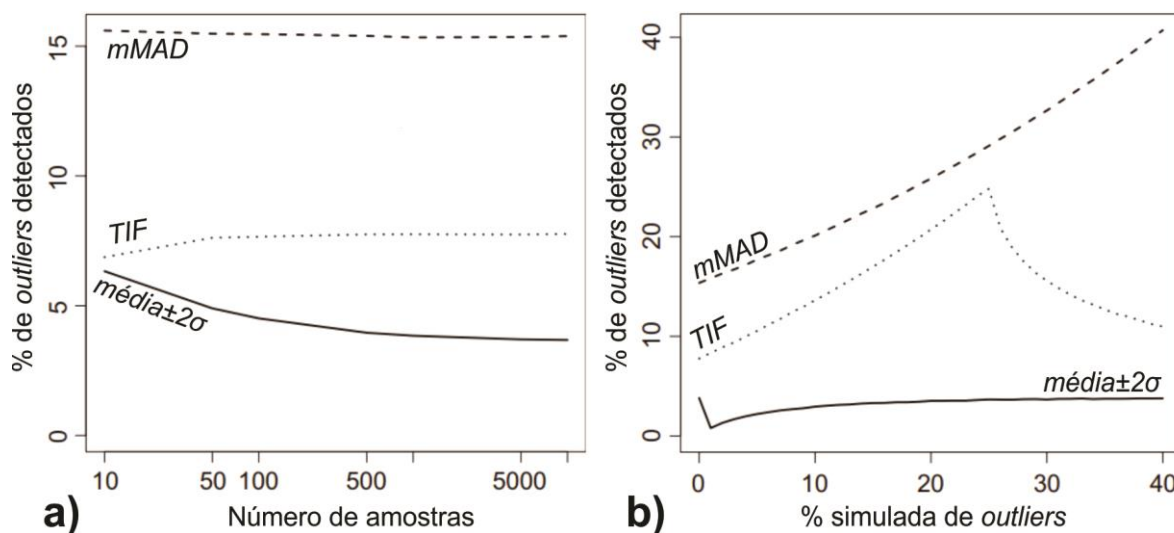 % de outliers detectados
15
10
5
0
mMAD
TIF
média±2σ
10 50 100 500 5000
a) Número de amostras
% de outliers detectados
40
30
20
10
0
mMAD
TIF
média±2σ
0 10 20 30 40
b) % simulada de outliers